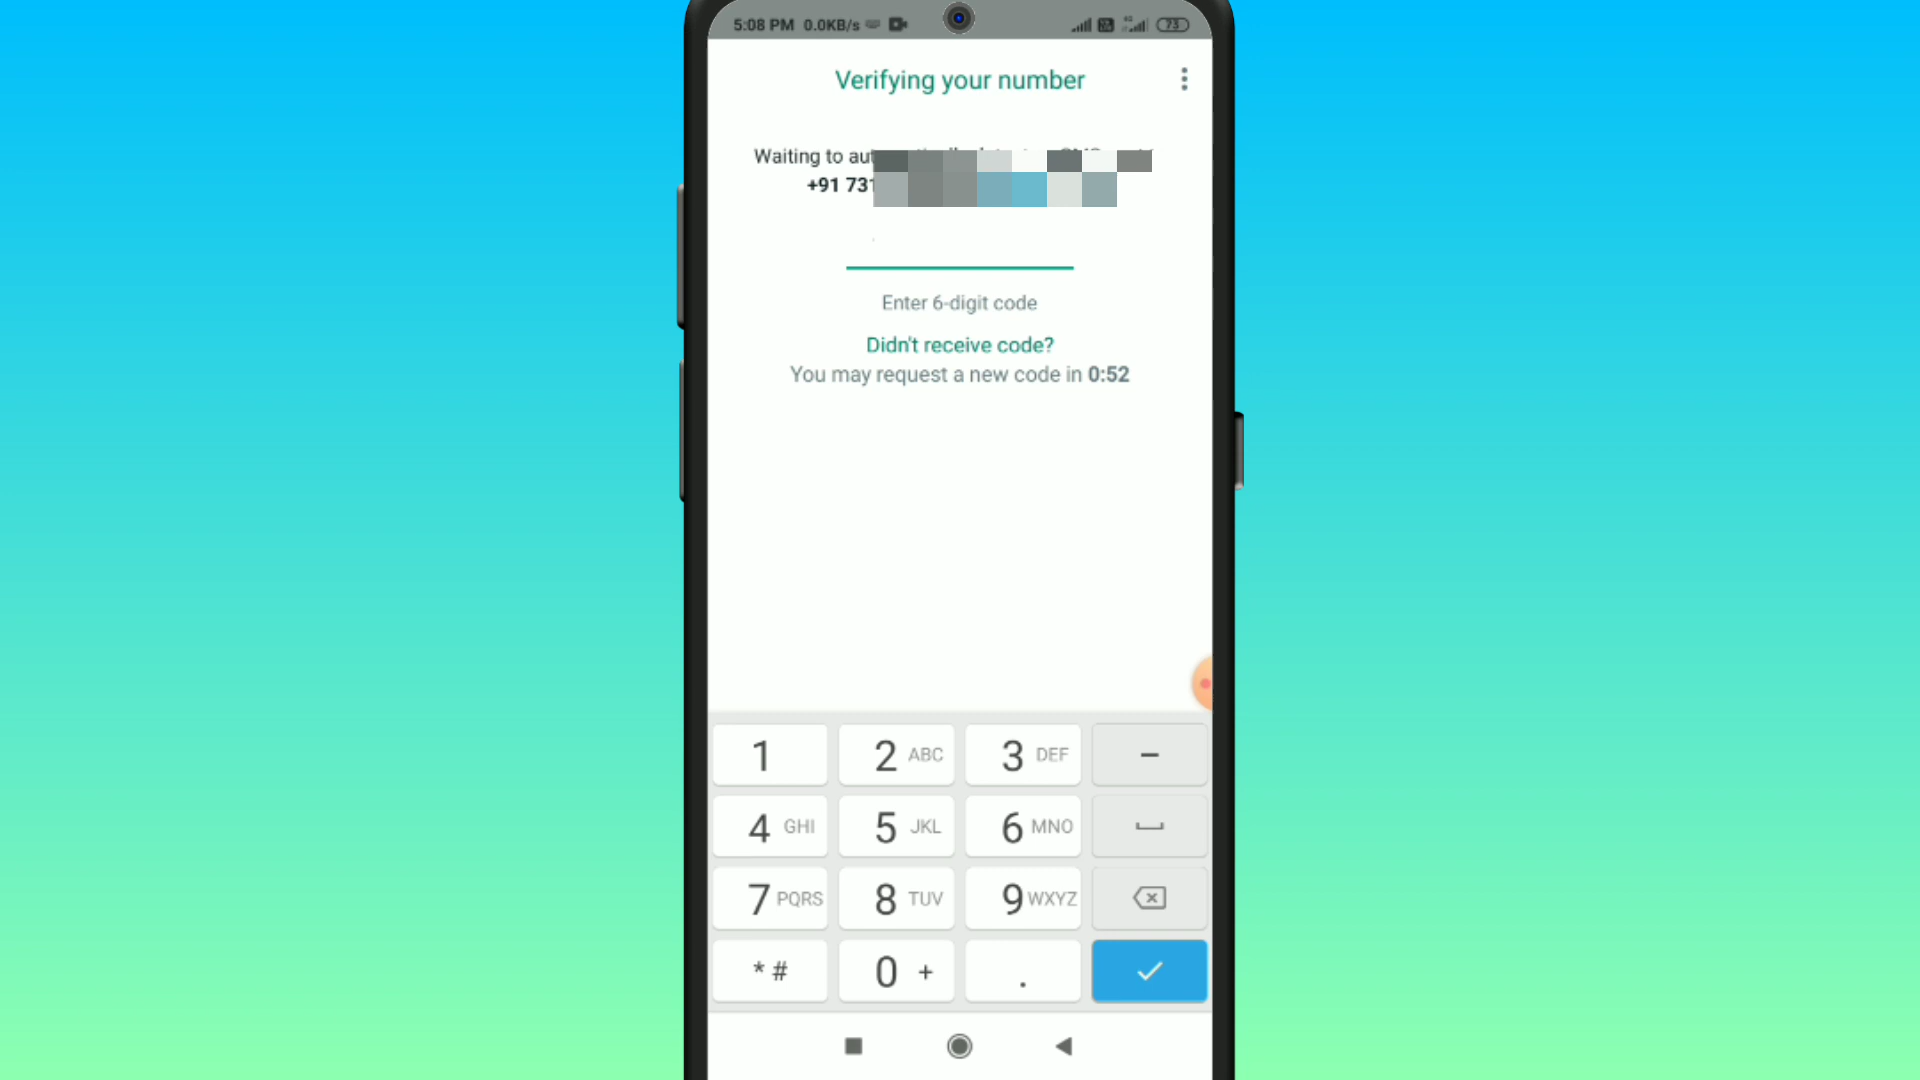 5:08 PM 0.0KB/s 73
Verifying your number
Waiting to
+91 731
Enter 6-digit code
Didn't receive code?
You may request a new code in 0:52
1 2 ABC 3 DEF –
4 GHI 5 JKL 6 MNO
7 PQRS 8 TUV 9 WXYZ
* # 0 + .